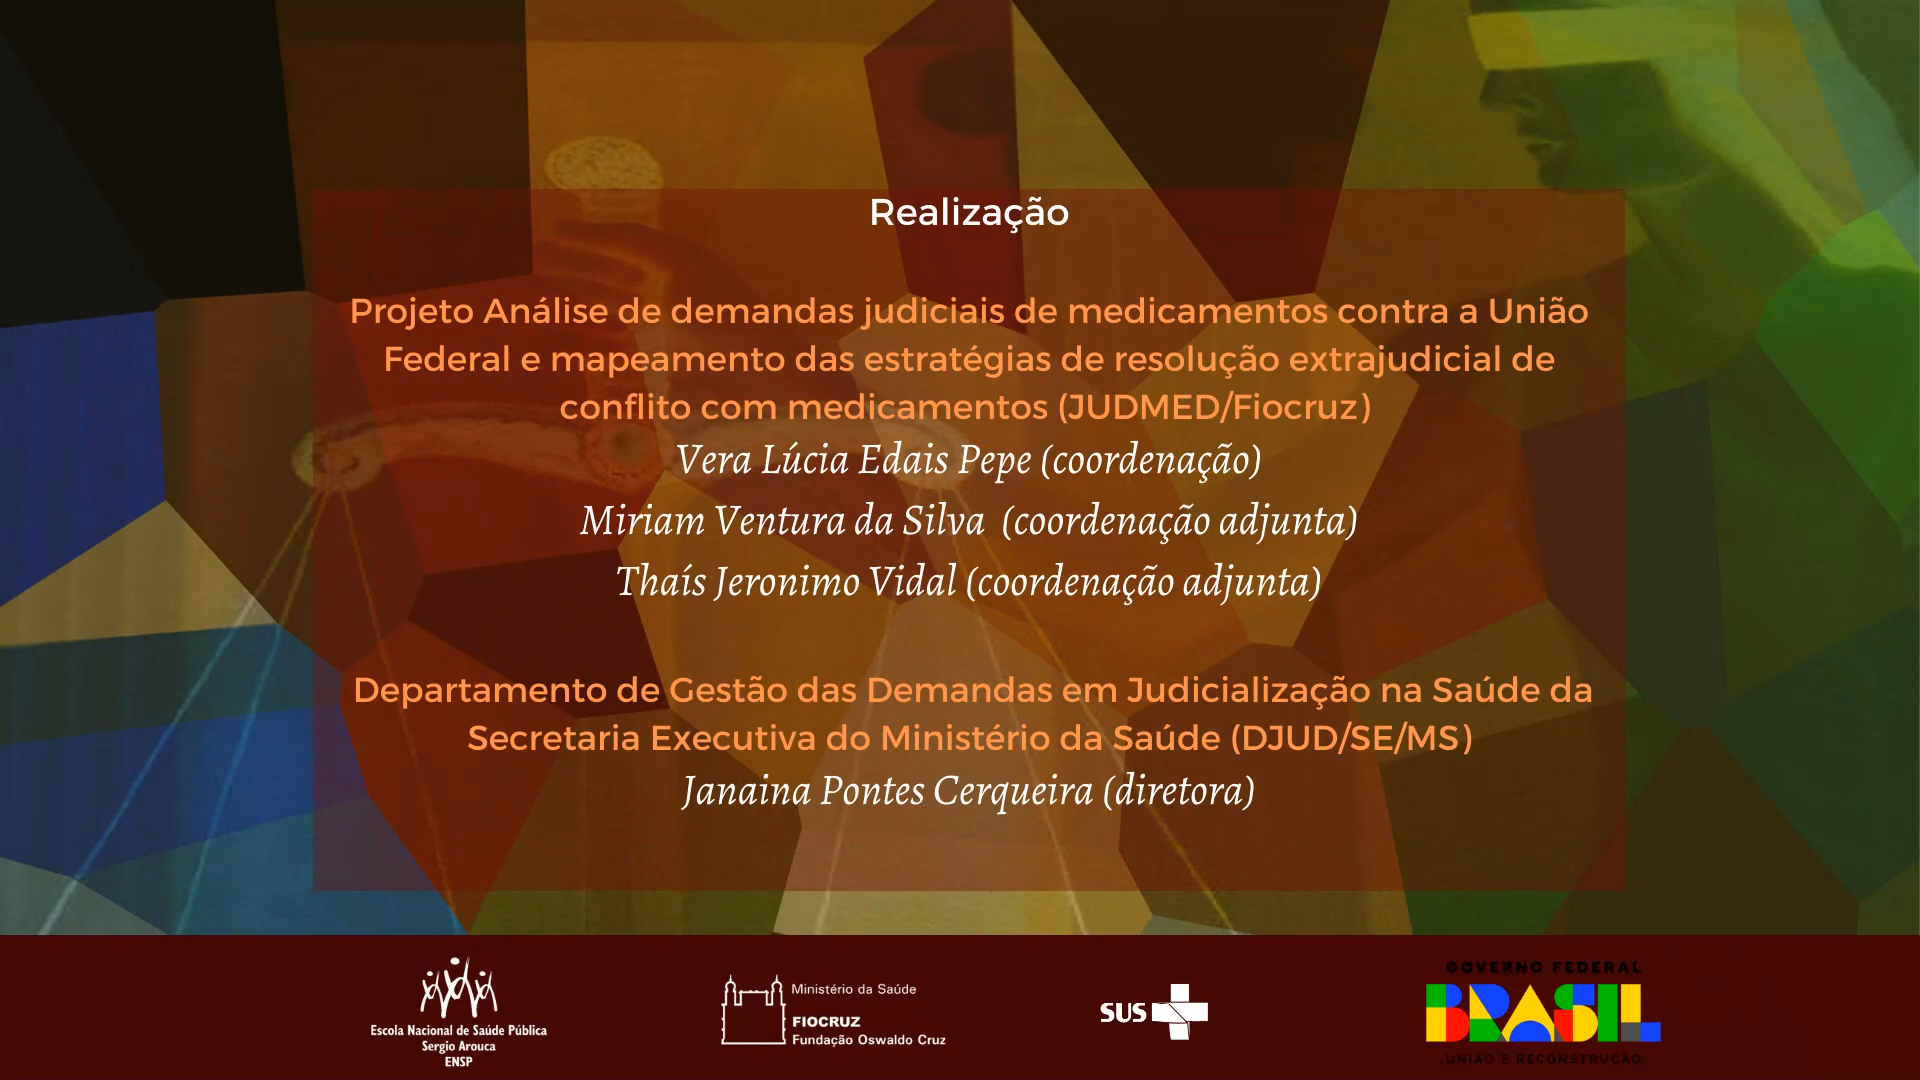 Realização
Projeto Análise de demandas judiciais de medicamentos contra a União
Federal e mapeamento das estratégias de resolução extrajudicial de
conflito com medicamentos (JUDMED/Fiocruz)
Vera Lúcia Edais Pepe (coordenação)
Miriam Ventura da Silva (coordenação adjunta)
Thaís Jeronimo Vidal (coordenação adjunta)
Departamento de Gestão das Demandas em Judicialização na Saúde da
Secretaria Executiva do Ministério da Saúde (DJUD/SE/MS)
Janaina Pontes Cerqueira (diretora)
Escola Nacional de Saúde Pública
Sergio Arouca
ENSP
Ministério da Saúde
FIOCRUZ
Fundação Oswaldo Cruz
SUS
GOVERNO FEDERAL
BRASIL
UNIÃO E RECONSTRUÇÃO